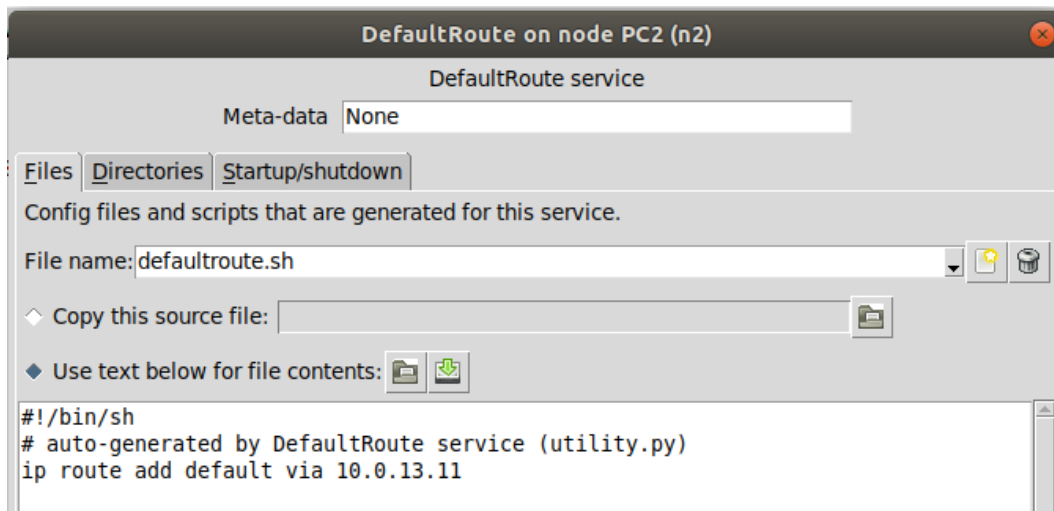 DefaultRoute on node PC2 (n2)
DefaultRoute service
Meta-data None
Files Directories Startup/shutdown
Config files and scripts that are generated for this service.
File name: defaultroute.sh
Copy this source file:
Use text below for file contents:
#!/bin/sh
# auto-generated by DefaultRoute service (utility.py)
ip route add default via 10.0.13.11